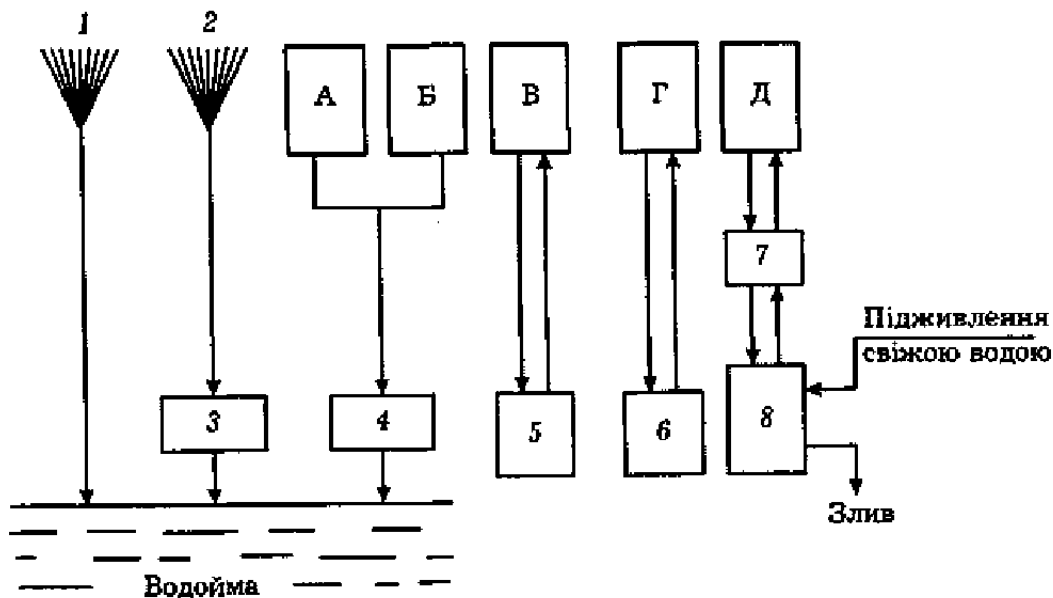 1
2
А
Б
В
Г
Д
7
Підживлення
свіжою водою
3
4
5
6
8
Злив
Водойма